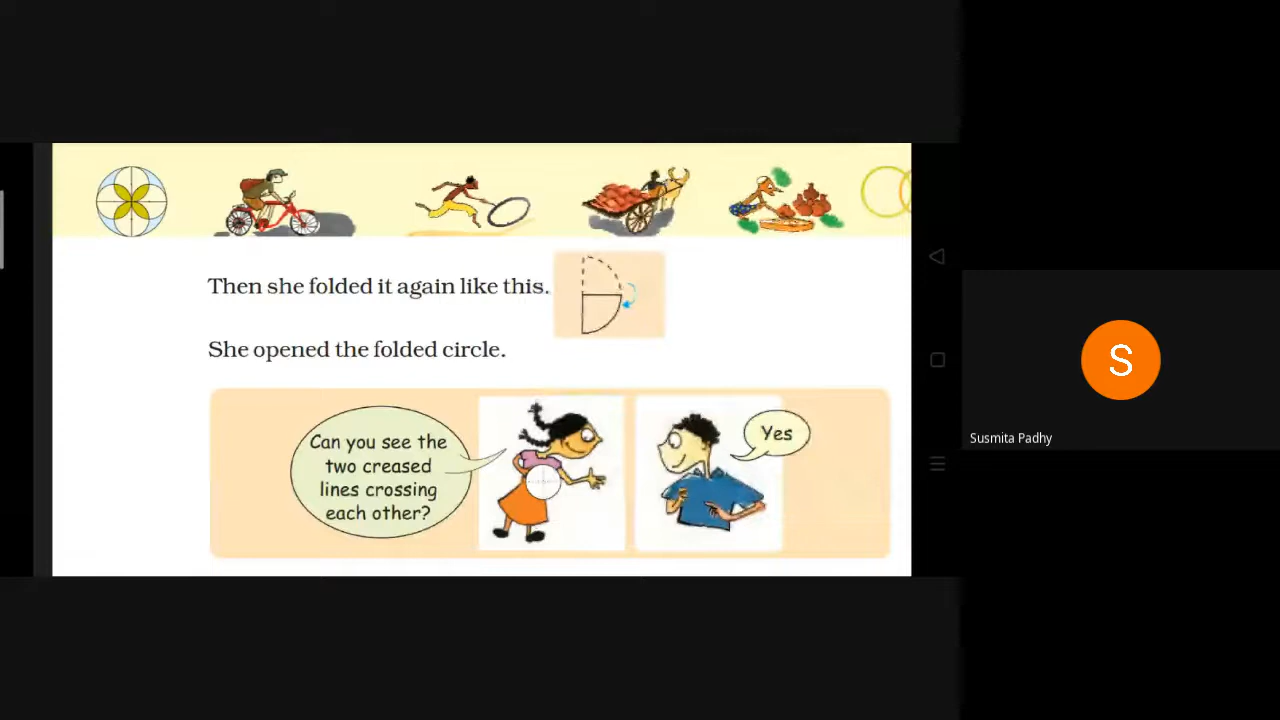 Then she folded it again like this.
She opened the folded circle.
Can you see the
two creased
lines crossing
each other?
Yes
S
Susmita Padhy